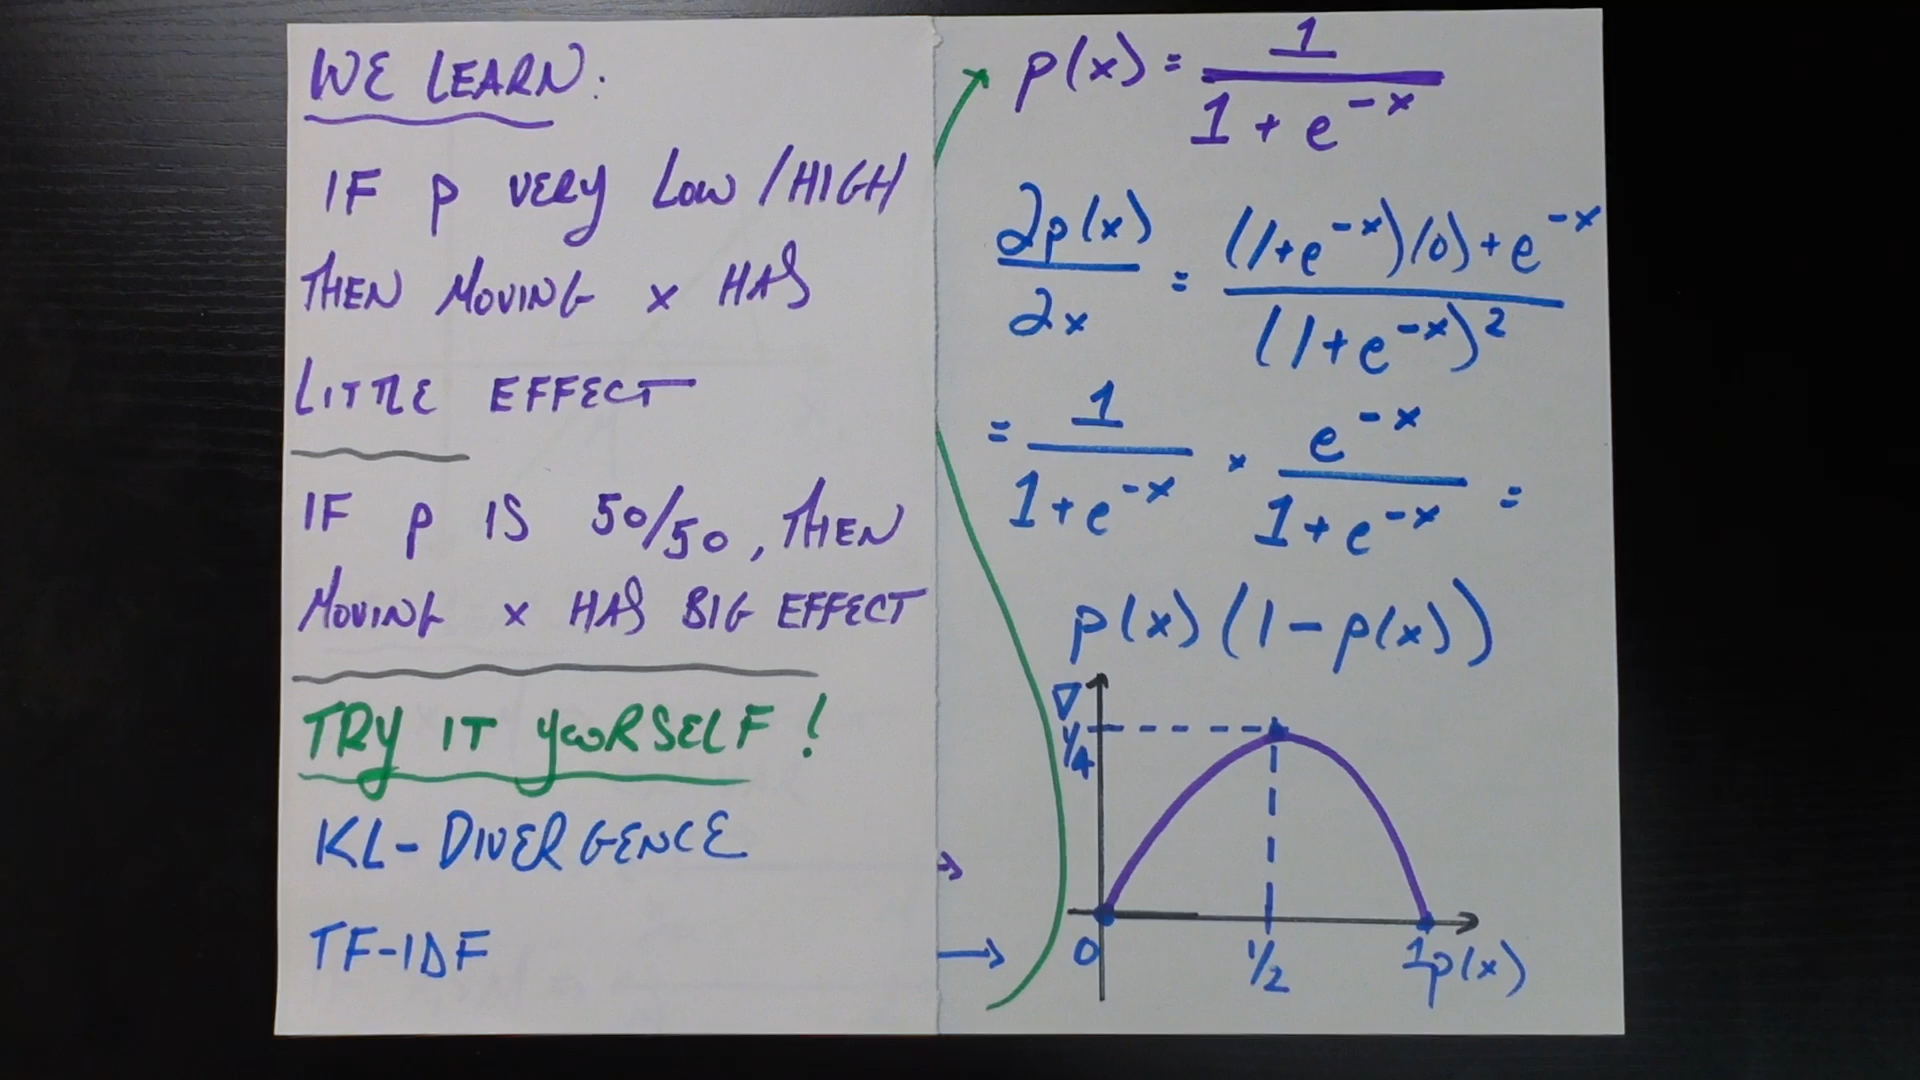 WE LEARN:
IF p VERY LOW/HIGH
THEN MOVING x HAS
LITTLE EFFECT
IF p IS 50/50, THEN
MOVING x HAS BIG EFFECT
TRY IT YOURSELF!
KL-DIVERGENCE
TF-IDF
p(x) = 1 / (1 + e^-x)
∂p(x) / ∂x = ((1+e^-x)(0) + e^-x) / (1+e^-x)^2
= 1 / (1+e^-x) × e^-x / (1+e^-x) =
p(x)(1-p(x))
∇
1/4
0
1/2
1
p(x)